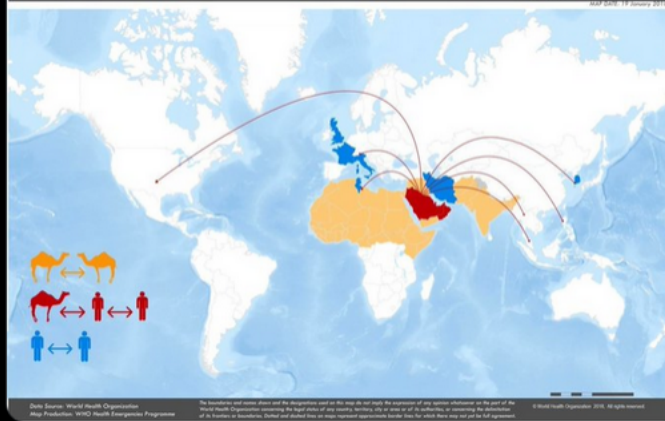 MAP DATE: 19 January 201
Data Source: World Health Organization
Map Production: WHO Health Emergencies Programme
The boundaries and names shown and the designations used on this map do not imply the expression of any opinion whatsoever on the part of the
World Health Organization concerning the legal status of any country, territory, city or area or of its authorities, or concerning the delimitation
of its frontiers or boundaries. Dotted and dashed lines on maps represent approximate border lines for which there may not yet be full agreement.
© World Health Organization 2018. All rights reserved.